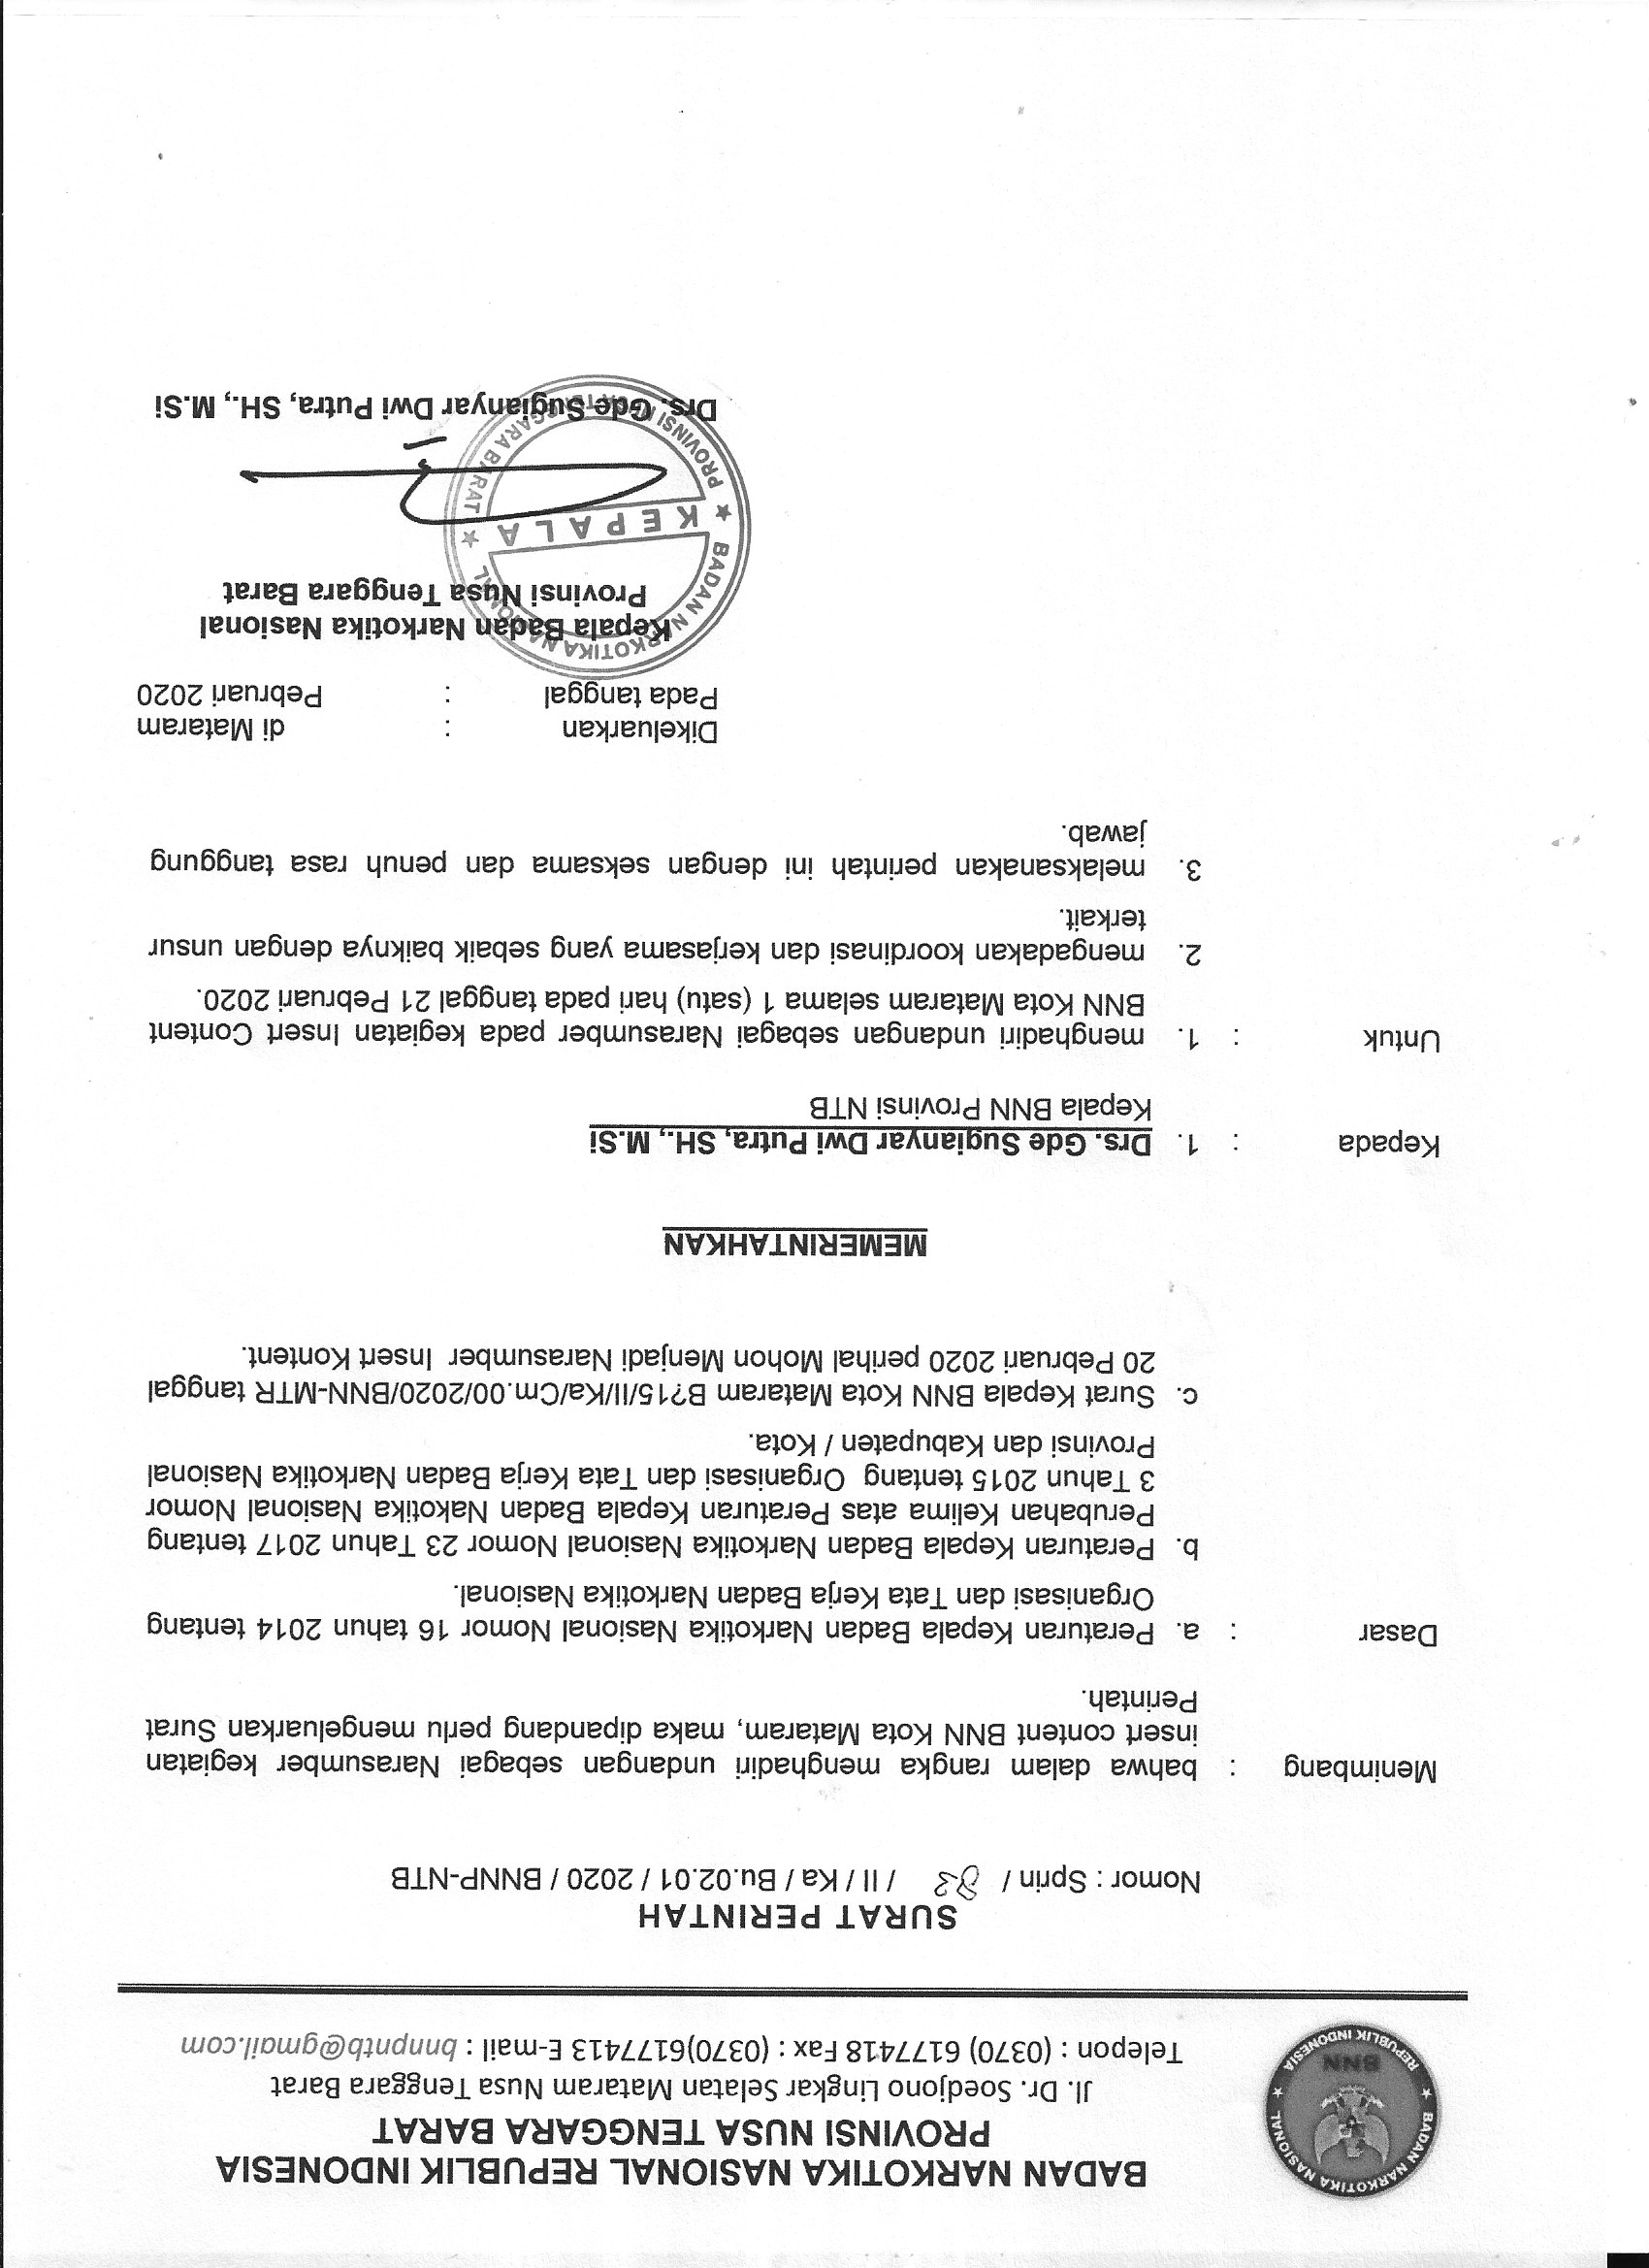 BADAN NARKOTIKA NASIONAL REPUBLIK INDONESIA
PROVINSI NUSA TENGGARA BARAT
Jl. Dr. Soedjono Lingkar Selatan Mataram Nusa Tenggara Barat
Telepon : (0370) 6177418 Fax : (0370)6177413 E-mail : bnnpntb@gmail.com
BADAN NARKOTIKA NASIONAL
BNN
REPUBLIK INDONESIA
SURAT PERINTAH
Nomor : Sprin / / II / Ka / Bu.02.01 / 2020 / BNNP-NTB
Menimbang : bahwa dalam rangka menghadiri undangan sebagai Narasumber kegiatan
insert content BNN Kota Mataram, maka dipandang perlu mengeluarkan Surat
Perintah.
Dasar : a. Peraturan Kepala Badan Narkotika Nasional Nomor 16 tahun 2014 tentang
Organisasi dan Tata Kerja Badan Narkotika Nasional.
b. Peraturan Kepala Badan Narkotika Nasional Nomor 23 Tahun 2017 tentang
Perubahan Kelima atas Peraturan Kepala Badan Nakotika Nasional Nomor
3 Tahun 2015 tentang Organisasi dan Tata Kerja Badan Narkotika Nasional
Provinsi dan Kabupaten / Kota.
c. Surat Kepala BNN Kota Mataram B?15/II/Ka/Cm.00/2020/BNN-MTR tanggal
20 Pebruari 2020 perihal Mohon Menjadi Narasumber Insert Kontent.
MEMERINTAHKAN
Kepada : 1. Drs. Gde Sugianyar Dwi Putra, SH., M.Si
Kepala BNN Provinsi NTB
Untuk : 1. menghadiri undangan sebagai Narasumber pada kegiatan Insert Content
BNN Kota Mataram selama 1 (satu) hari pada tanggal 21 Pebruari 2020.
2. mengadakan koordinasi dan kerjasama yang sebaik baiknya dengan unsur
terkait.
3. melaksanakan perintah ini dengan seksama dan penuh rasa tanggung
jawab.
Dikeluarkan : di Mataram
Pada tanggal : Pebruari 2020
Kepala Badan Narkotika Nasional
Provinsi Nusa Tenggara Barat
BADAN NARKOTIKA NASIONAL
KEPALA
PROVINSI NUSA TENGGARA BARAT
Drs. Gde Sugianyar Dwi Putra, SH., M.Si